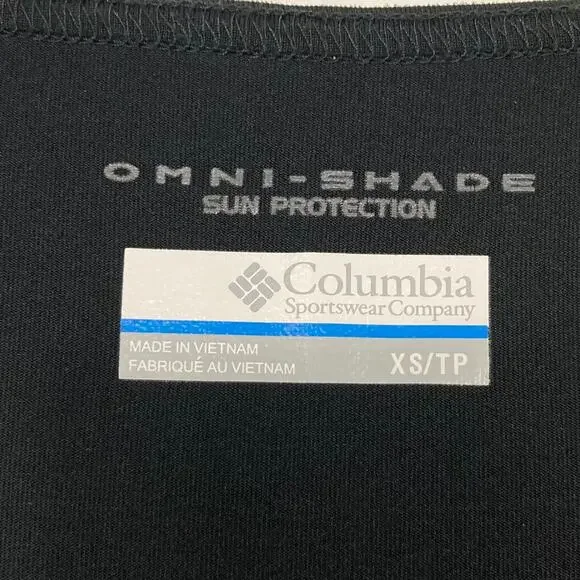 OMNI-SHADE
SUN PROTECTION
Columbia
Sportswear Company
MADE IN VIETNAM
FABRIQUÉ AU VIETNAM
XS/TP